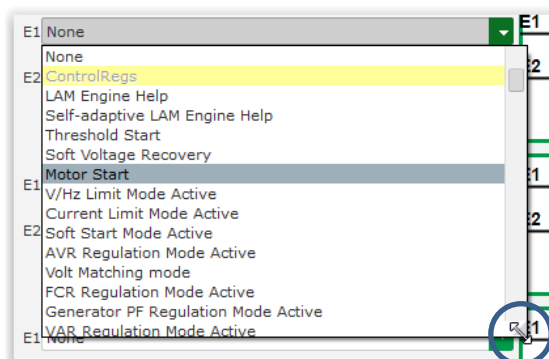 E1 None E1
None
E2 ControlRegs E2
LAM Engine Help
Self-adaptive LAM Engine Help
Threshold Start
Soft Voltage Recovery
E1 Motor Start E1
V/Hz Limit Mode Active
Current Limit Mode Active
E2 Soft Start Mode Active E2
AVR Regulation Mode Active
Volt Matching mode
FCR Regulation Mode Active
Generator PF Regulation Mode Active
VAR Regulation Mode Active
E1 None E1